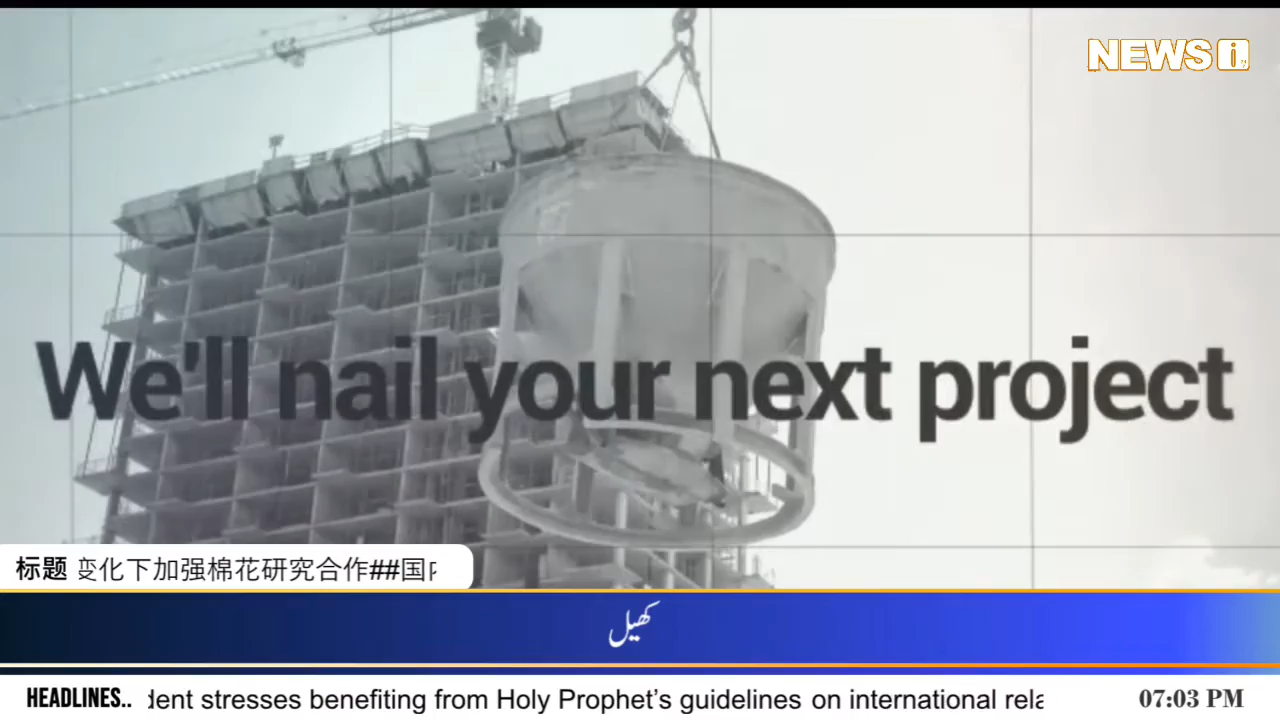 NEWS i
We'll nail your next project
标题 变化下加强棉花研究合作##国
کھیل
HEADLINES.. dent stresses benefiting from Holy Prophet's guidelines on international rela
07:03 PM